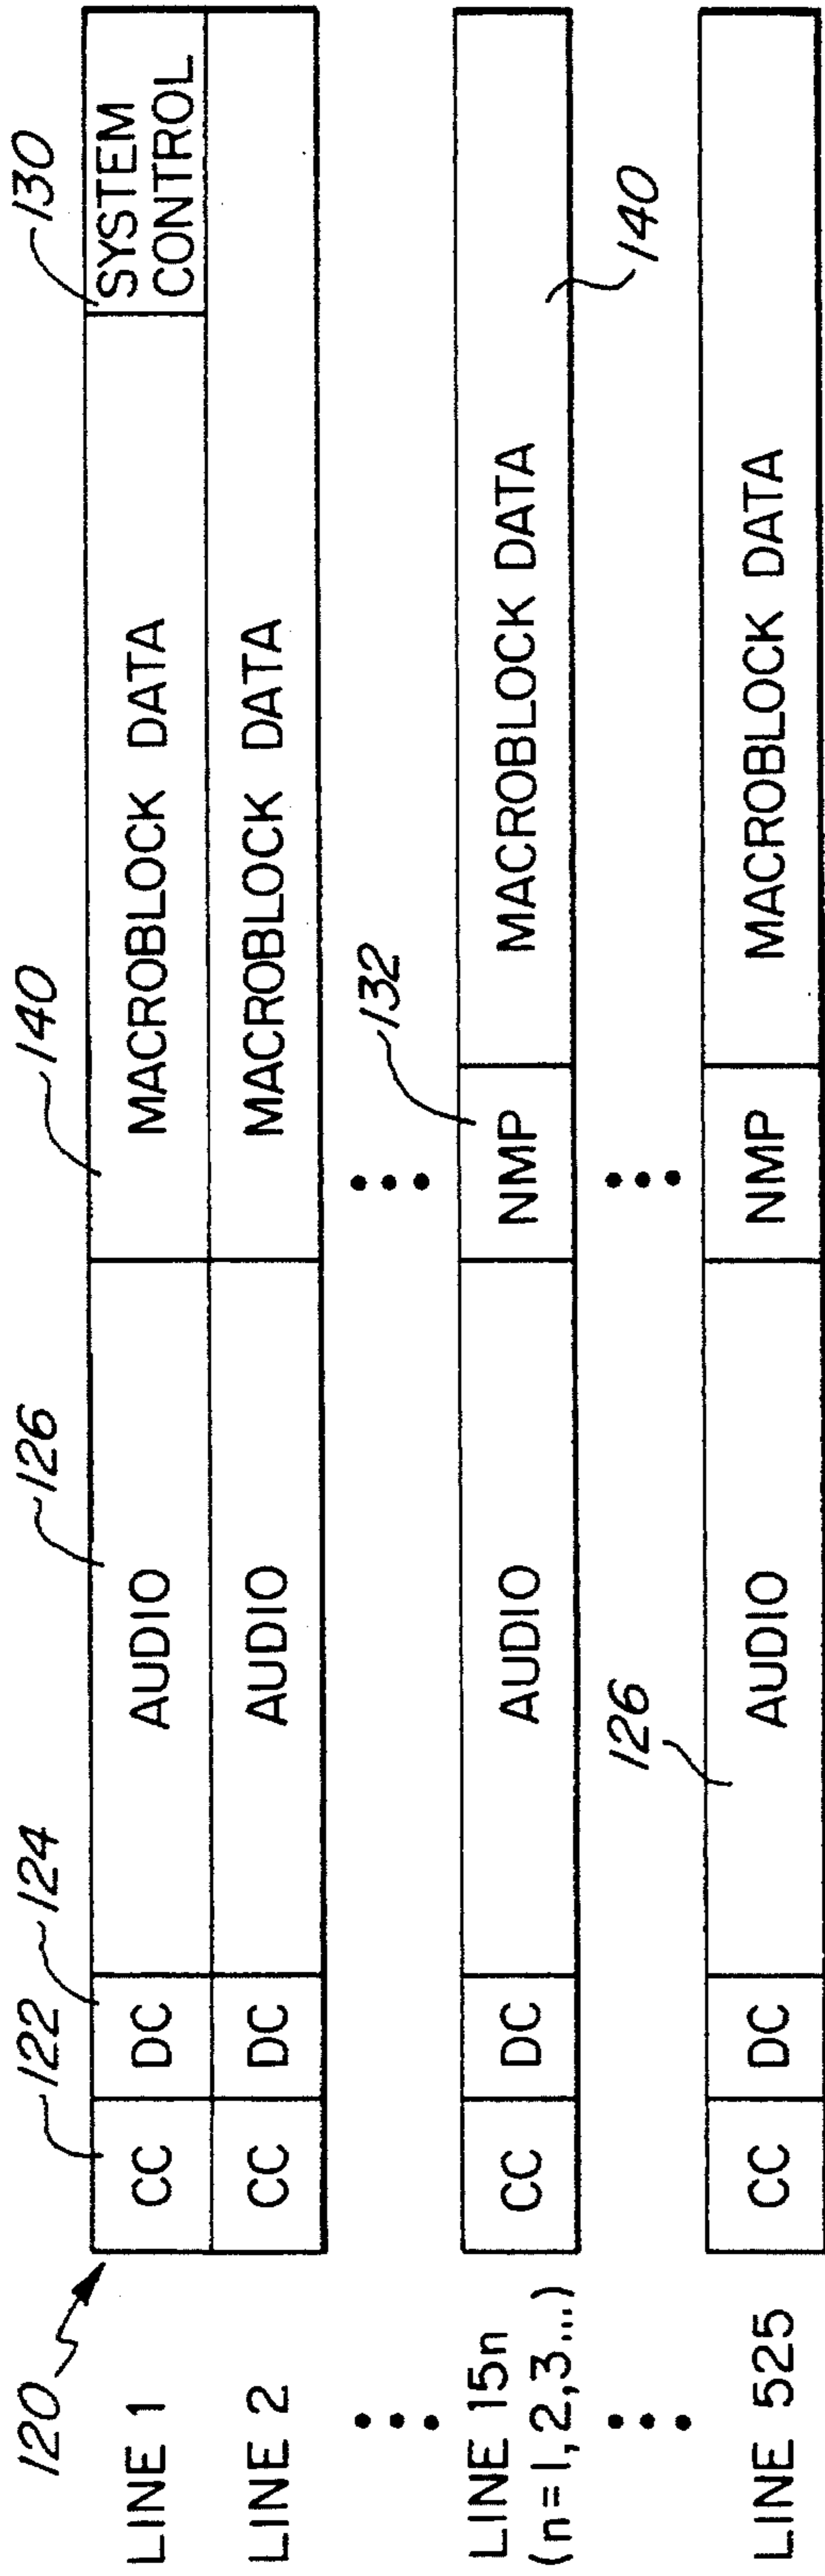 120
122
124
126
140
130
LINE 1
CC
DC
AUDIO
MACROBLOCK DATA
SYSTEM
CONTROL
LINE 2
CC
DC
AUDIO
MACROBLOCK DATA
132
LINE 15n
(n=1,2,3...)
CC
DC
AUDIO
NMP
MACROBLOCK DATA
140
126
LINE 525
CC
DC
AUDIO
NMP
MACROBLOCK DATA